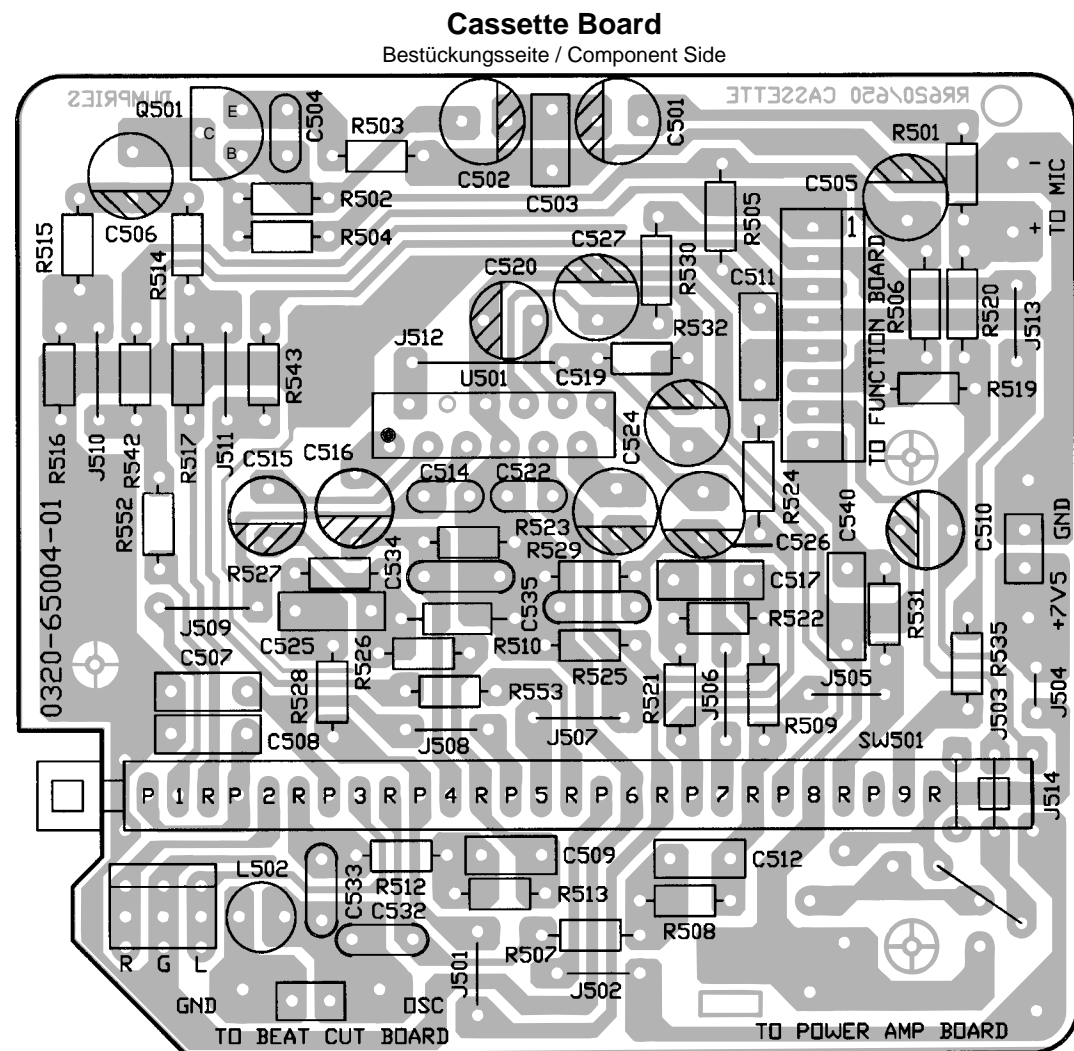 Cassette Board
Bestückungsseite / Component Side
DUMPRIES
RR620/650 CASSETTE
Q501
E
C
B
C504
R503
C502
C503
C501
R501
-
TO MIC
+
C505
R502
R504
R505
R515
C506
R514
C527
R530
C520
C511
1
TO FUNCTION BOARD
R506
R520
J513
J512
R532
U501
C519
R543
R519
R516
J510
R542
R517
J511
C524
C515
C516
C514
C522
R524
C540
C510
GND
R552
R523
R529
C526
0320-65004-01
R527
C534
C535
C517
R531
+7V5
J509
C525
R526
R510
R522
R525
R535
C507
R528
R553
R521
J506
J505
R509
J503
J504
C508
J508
J507
SW501
P 1 R P 2 R P 3 R P 4 R P 5 R P 6 R P 7 R P 8 R P 9 R
J514
L502
C533
R512
C509
C512
R513
C532
R508
R507
R G L
J501
J502
GND
OSC
TO BEAT CUT BOARD
TO POWER AMP BOARD